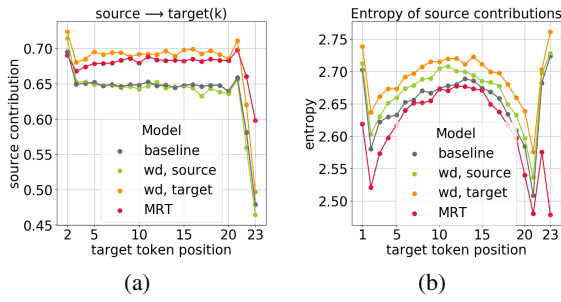 source → target(k)
source contribution
0.70
0.65
0.60
0.55
0.50
0.45
Model
baseline
wd, source
wd, target
MRT
2 5 10 15 20 23
target token position
(a)
Entropy of source contributions
entropy
2.75
2.70
2.65
2.60
2.55
2.50
Model
baseline
wd, source
wd, target
MRT
1 5 10 15 20 23
target token position
(b)